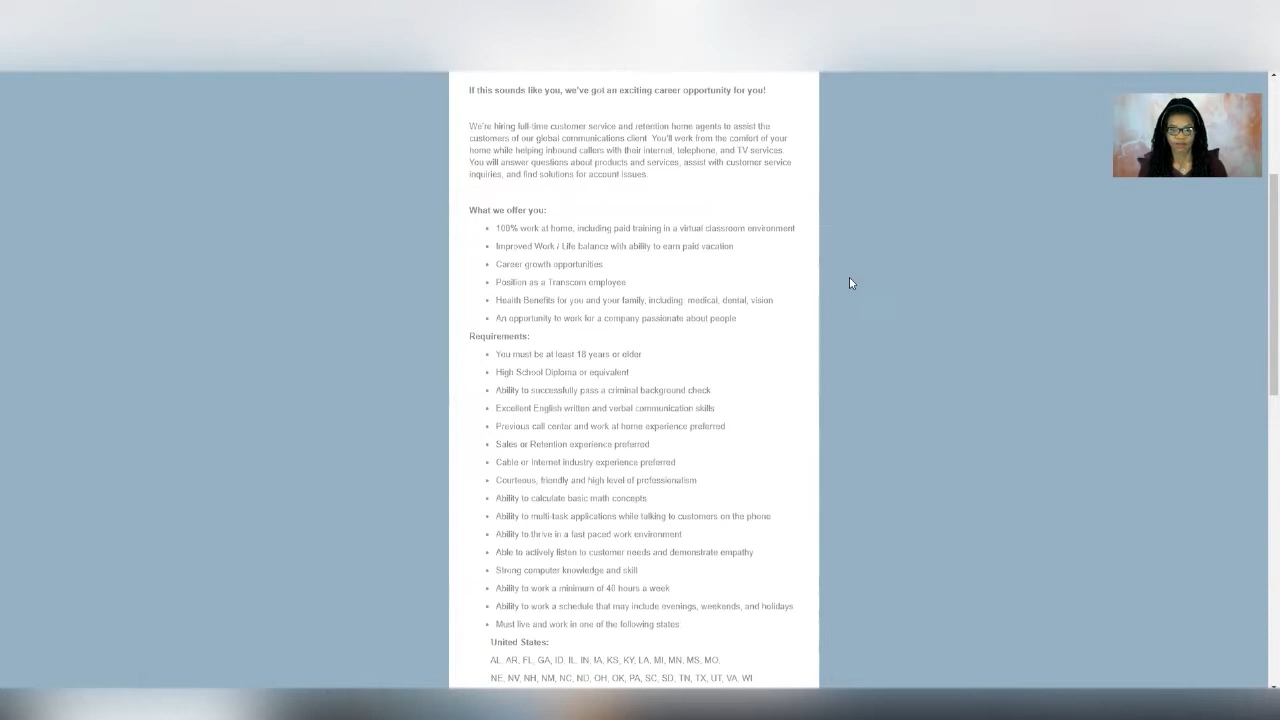 If this sounds like you, we've got an exciting career opportunity for you!
We're hiring full-time customer service and retention home agents to assist the
customers of our global communications client. You'll work from the comfort of your
home while helping inbound callers with their internet, telephone, and TV services.
You will answer questions about products and services, assist with customer service
inquiries, and find solutions for account issues.
What we offer you:
100% work at home, including paid training in a virtual classroom environment
Improved Work / Life balance with ability to earn paid vacation
Career growth opportunities
Position as a Transcom employee
Health Benefits for you and your family, including: medical, dental, vision
An opportunity to work for a company passionate about people
Requirements:
You must be at least 18 years or older
High School Diploma or equivalent
Ability to successfully pass a criminal background check
Excellent English written and verbal communication skills
Previous call center and work at home experience preferred
Sales or Retention experience preferred
Cable or Internet industry experience preferred
Courteous, friendly and high level of professionalism
Ability to calculate basic math concepts
Ability to multi-task applications while talking to customers on the phone
Ability to thrive in a fast paced work environment
Able to actively listen to customer needs and demonstrate empathy
Strong computer knowledge and skill
Ability to work a minimum of 40 hours a week
Ability to work a schedule that may include evenings, weekends, and holidays
Must live and work in one of the following states:
United States:
AL, AR, FL, GA, ID, IL, IN, IA, KS, KY, LA, MI, MN, MS, MO,
NE, NV, NH, NM, NC, ND, OH, OK, PA, SC, SD, TN, TX, UT, VA, WI